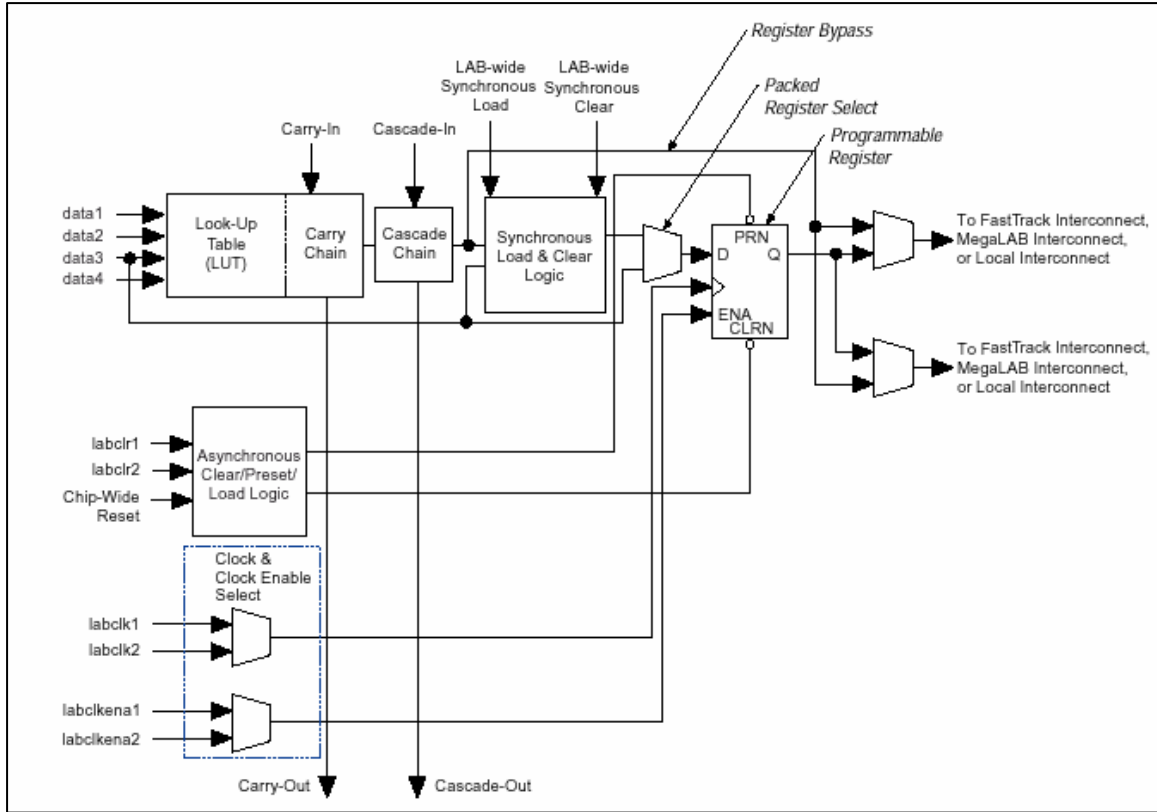 Register Bypass
LAB-wide
Synchronous
Load
LAB-wide
Synchronous
Clear
Packed
Register Select
Carry-In
Cascade-In
Programmable
Register
data1
data2
data3
data4
Look-Up
Table
(LUT)
Carry
Chain
Cascade
Chain
Synchronous
Load & Clear
Logic
PRN
D
Q
ENA
CLRN
To FastTrack Interconnect,
MegaLAB Interconnect,
or Local Interconnect
To FastTrack Interconnect,
MegaLAB Interconnect,
or Local Interconnect
labclr1
labclr2
Chip-Wide
Reset
Asynchronous
Clear/Preset/
Load Logic
Clock &
Clock Enable
Select
labclk1
labclk2
labclkena1
labclkena2
Carry-Out
Cascade-Out